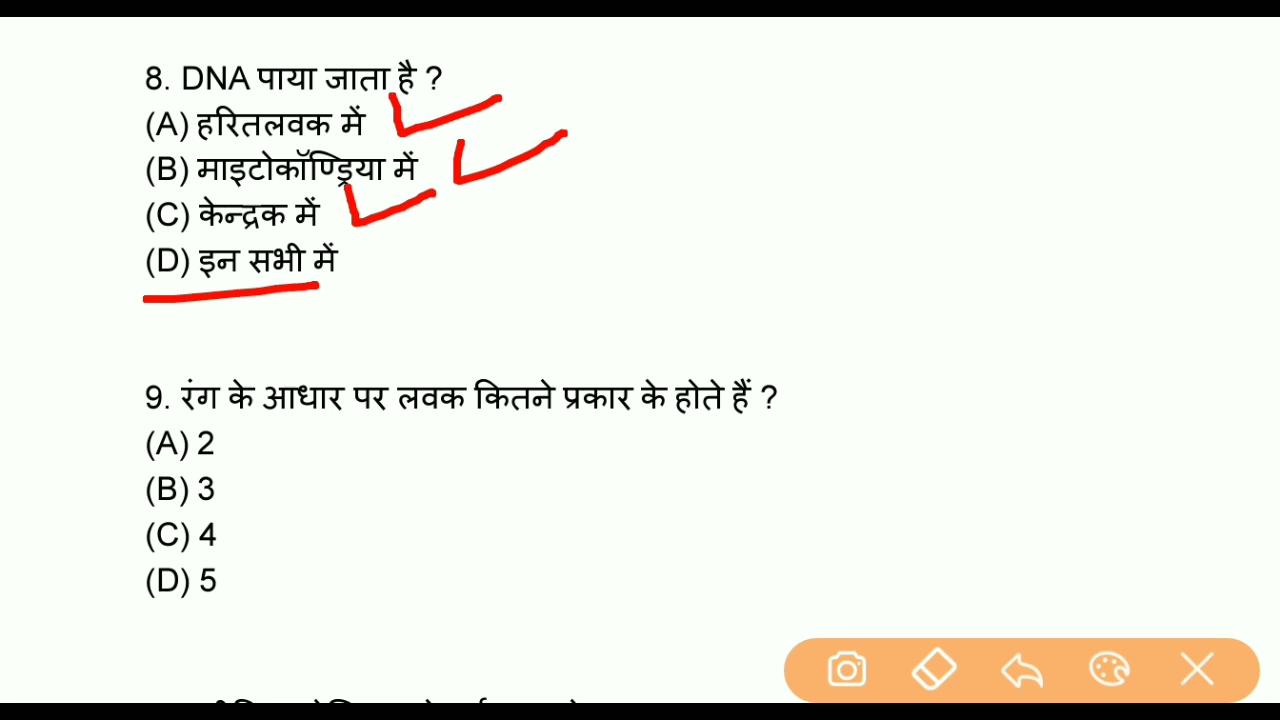 8. DNA पाया जाता है ?
(A) हरितलवक में
(B) माइटोकॉण्ड्रिया में
(C) केन्द्रक में
(D) इन सभी में
9. रंग के आधार पर लवक कितने प्रकार के होते हैं ?
(A) 2
(B) 3
(C) 4
(D) 5